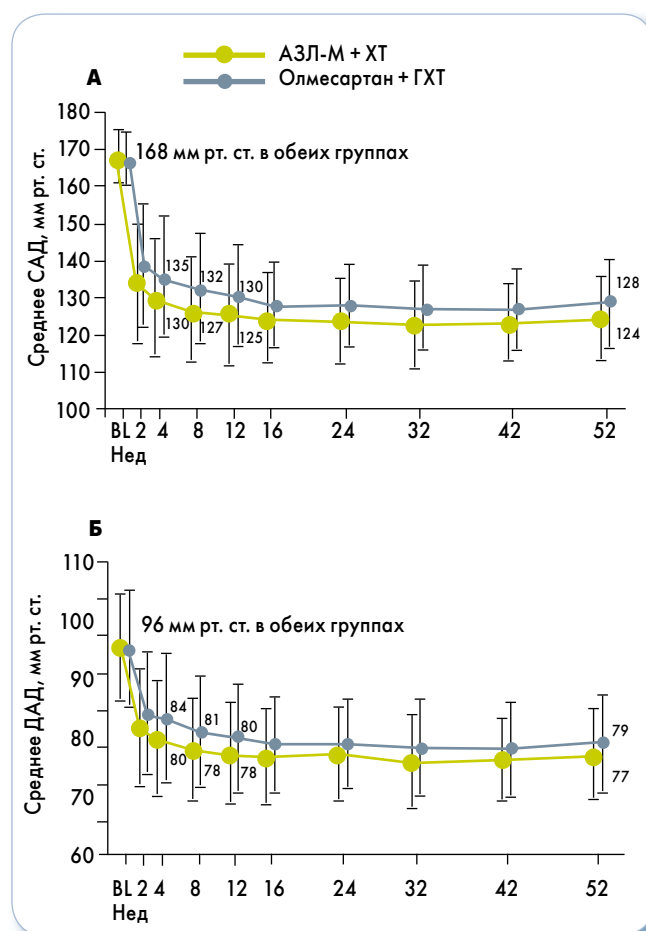 АЗЛ-М + ХТ
Олмесартан + ГХТ
А
Среднее САД, мм рт. ст.
180
170
160
150
140
130
120
110
100
168 мм рт. ст. в обеих группах
135
132
130
130
127
125
128
124
BL 2 4 8 12 16 24 32 42 52
Нед
Б
Среднее ДАД, мм рт. ст.
110
100
90
80
70
60
96 мм рт. ст. в обеих группах
84
81
80
80
78
78
79
77
BL 2 4 8 12 16 24 32 42 52
Нед